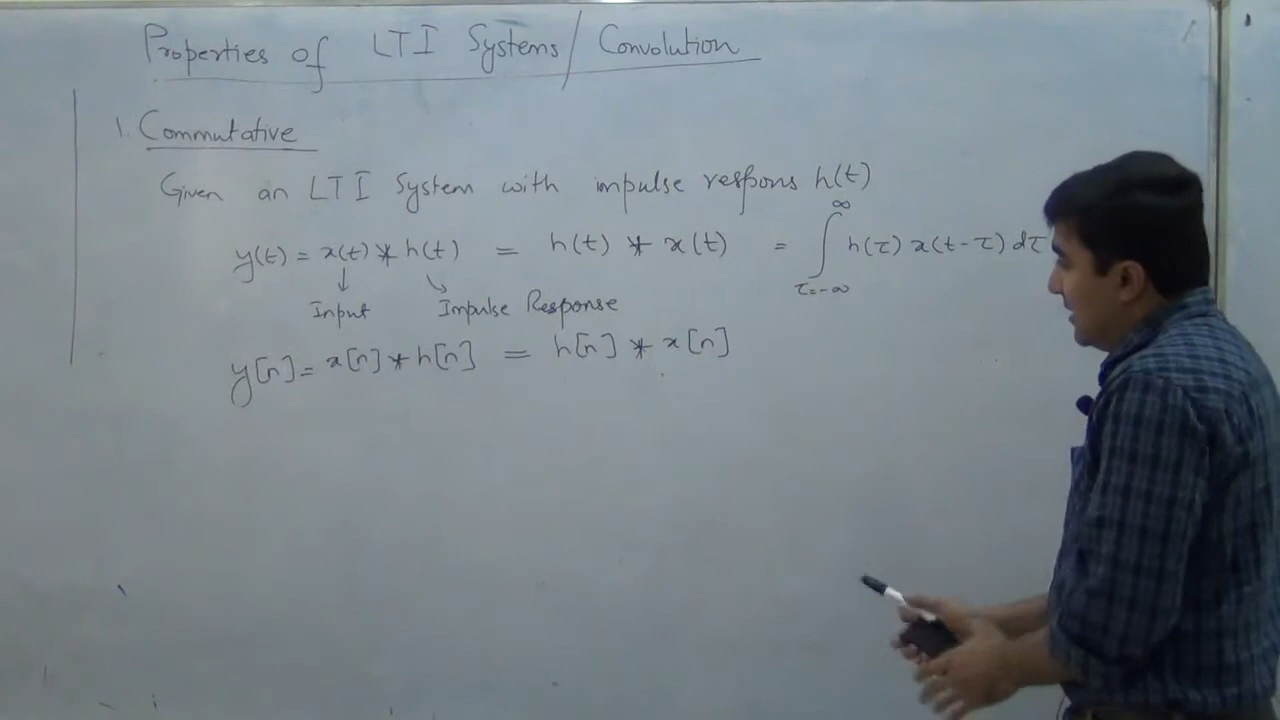 Properties of LTI Systems / Convolution
1. Commutative
Given an LTI System with impulse respons h(t)
y(t) = x(t) * h(t) = h(t) * x(t) = ∫_{τ=-∞}^{∞} h(τ) x(t-τ) dτ
↓ ↘
Input Impulse Response
y[n] = x[n] * h[n] = h[n] * x[n]